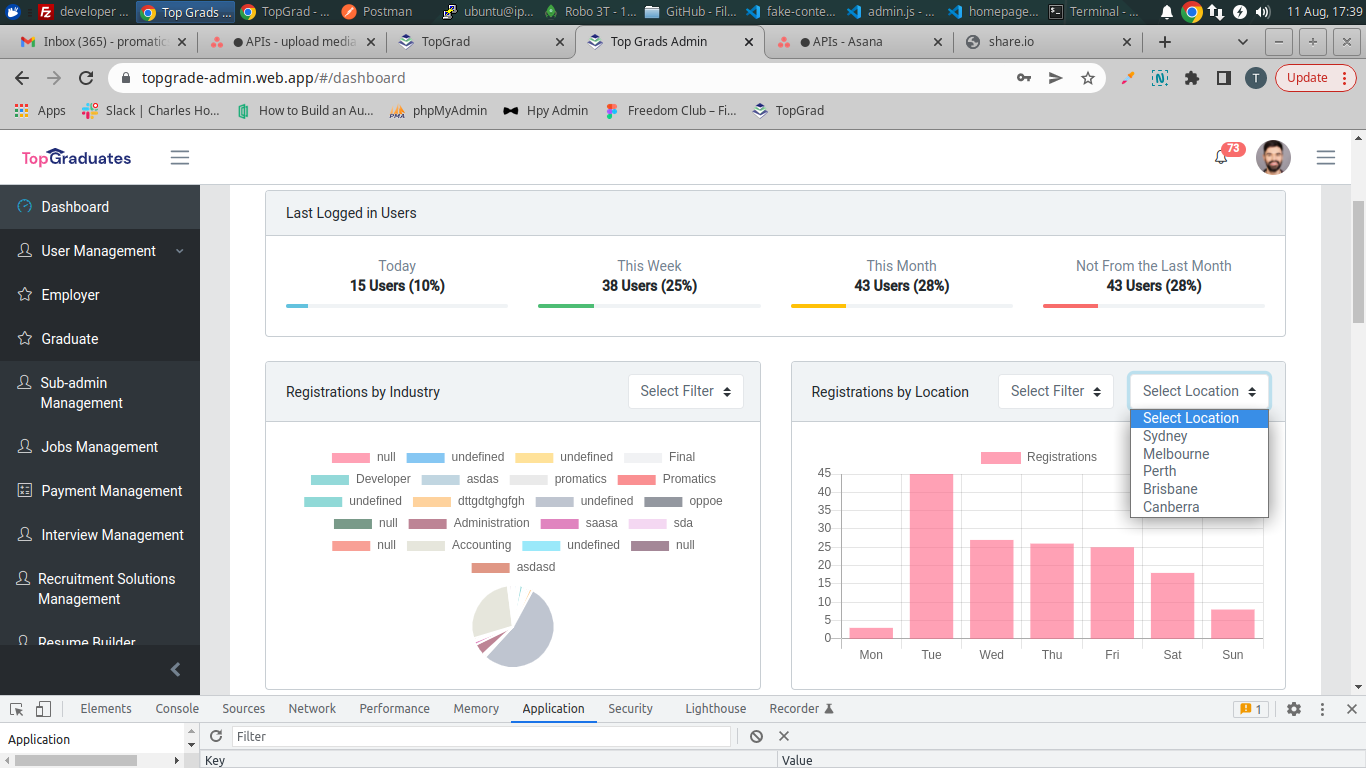 developer ...
Top Grads ...
TopGrad - ...
Postman
ubuntu@ip...
Robo 3T - 1...
GitHub - Fil...
fake-conte...
admin.js - ...
homepage...
Terminal - ...
11 Aug, 17:39
Inbox (365) - promatic
● APIs - upload media
TopGrad
Top Grads Admin
● APIs - Asana
share.io
topgrade-admin.web.app/#/dashboard
T
Update
Apps
Slack | Charles Ho...
How to Build an Au...
phpMyAdmin
Hpy Admin
Freedom Club – Fi...
TopGrad
TopGraduates
73
Dashboard
User Management
Employer
Graduate
Sub-admin
Management
Jobs Management
Payment Management
Interview Management
Recruitment Solutions
Management
Resume Builder
Last Logged in Users
Today
15 Users (10%)
This Week
38 Users (25%)
This Month
43 Users (28%)
Not From the Last Month
43 Users (28%)
Registrations by Industry
Select Filter
null undefined undefined Final
Developer asdas promatics Promatics
undefined dttgdtghgfgh undefined oppoe
null Administration saasa sda
null Accounting undefined null
asdasd
Registrations by Location
Select Filter
Select Location
Select Location
Sydney
Melbourne
Perth
Brisbane
Canberra
Registrations
45
40
35
30
25
20
15
10
5
0
Mon Tue Wed Thu Fri Sat Sun
Elements Console Sources Network Performance Memory Application Security Lighthouse Recorder
1
Application
Filter
Key Value